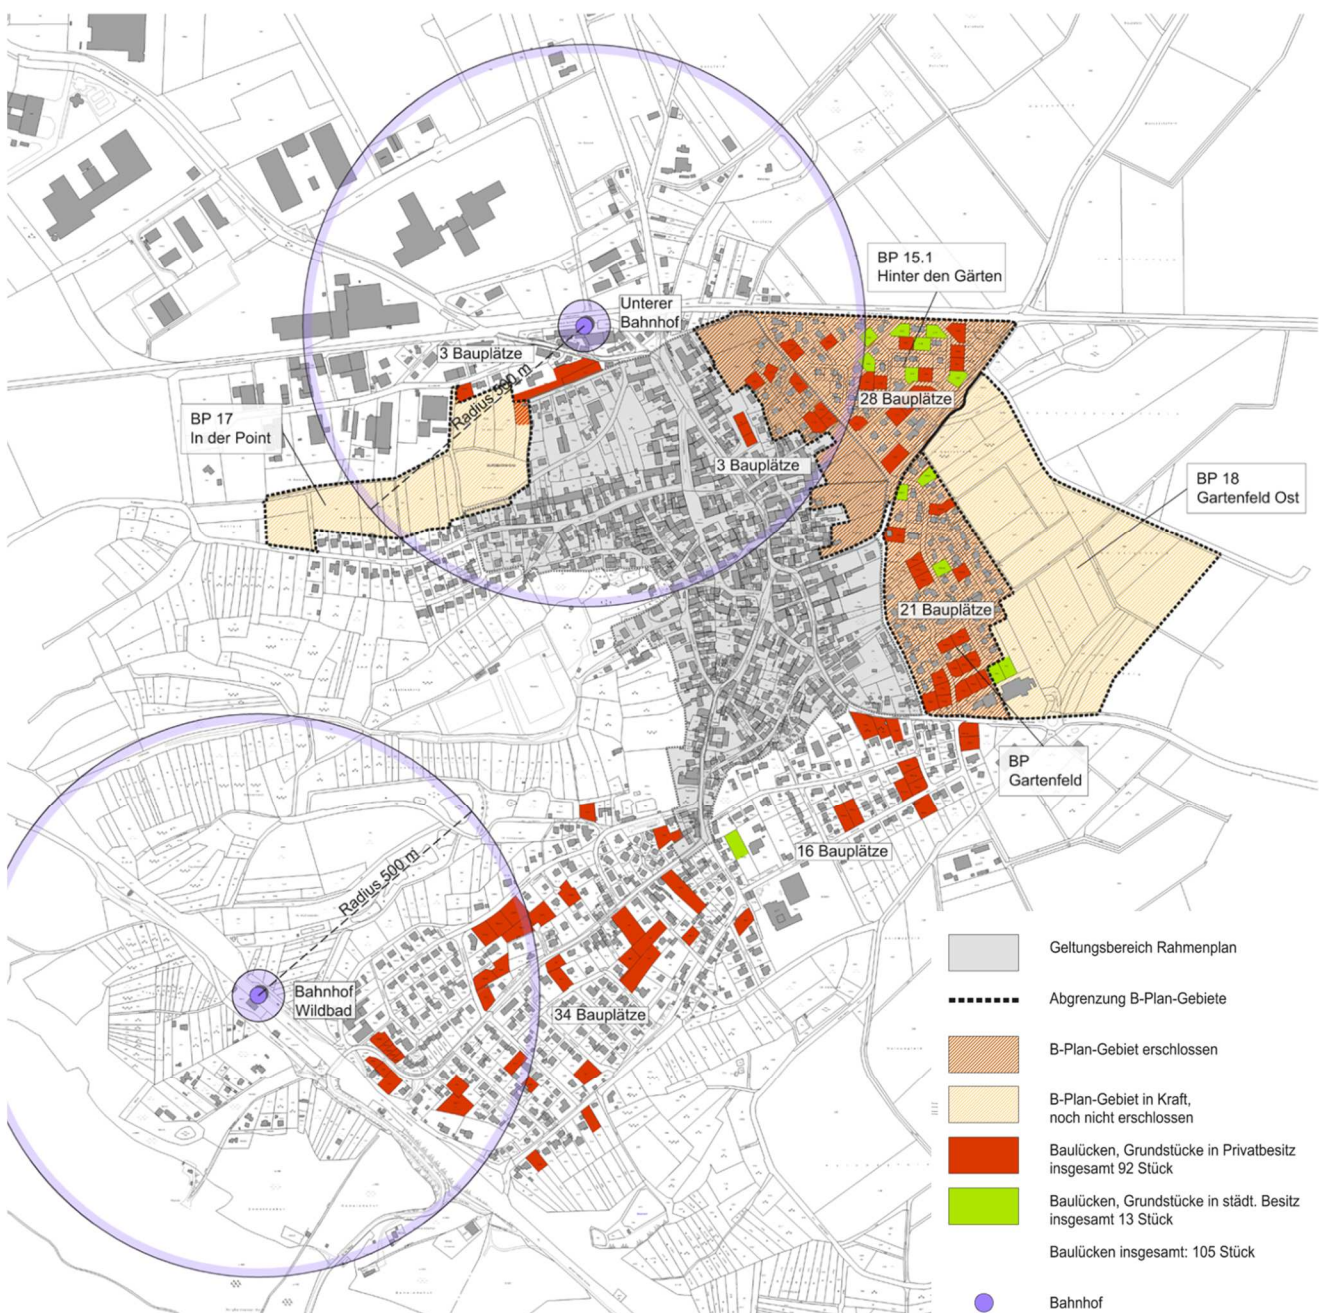 BP 15.1
Hinter den Gärten
Unterer
Bahnhof
3 Bauplätze
Radius 500 m
28 Bauplätze
BP 17
In der Point
3 Bauplätze
BP 18
Gartenfeld Ost
21 Bauplätze
BP
Gartenfeld
16 Bauplätze
Radius 500 m
Bahnhof
Wildbad
34 Bauplätze
Geltungsbereich Rahmenplan
Abgrenzung B-Plan-Gebiete
B-Plan-Gebiet erschlossen
B-Plan-Gebiet in Kraft,
noch nicht erschlossen
Baulücken, Grundstücke in Privatbesitz
insgesamt 92 Stück
Baulücken, Grundstücke in städt. Besitz
insgesamt 13 Stück
Baulücken insgesamt: 105 Stück
Bahnhof